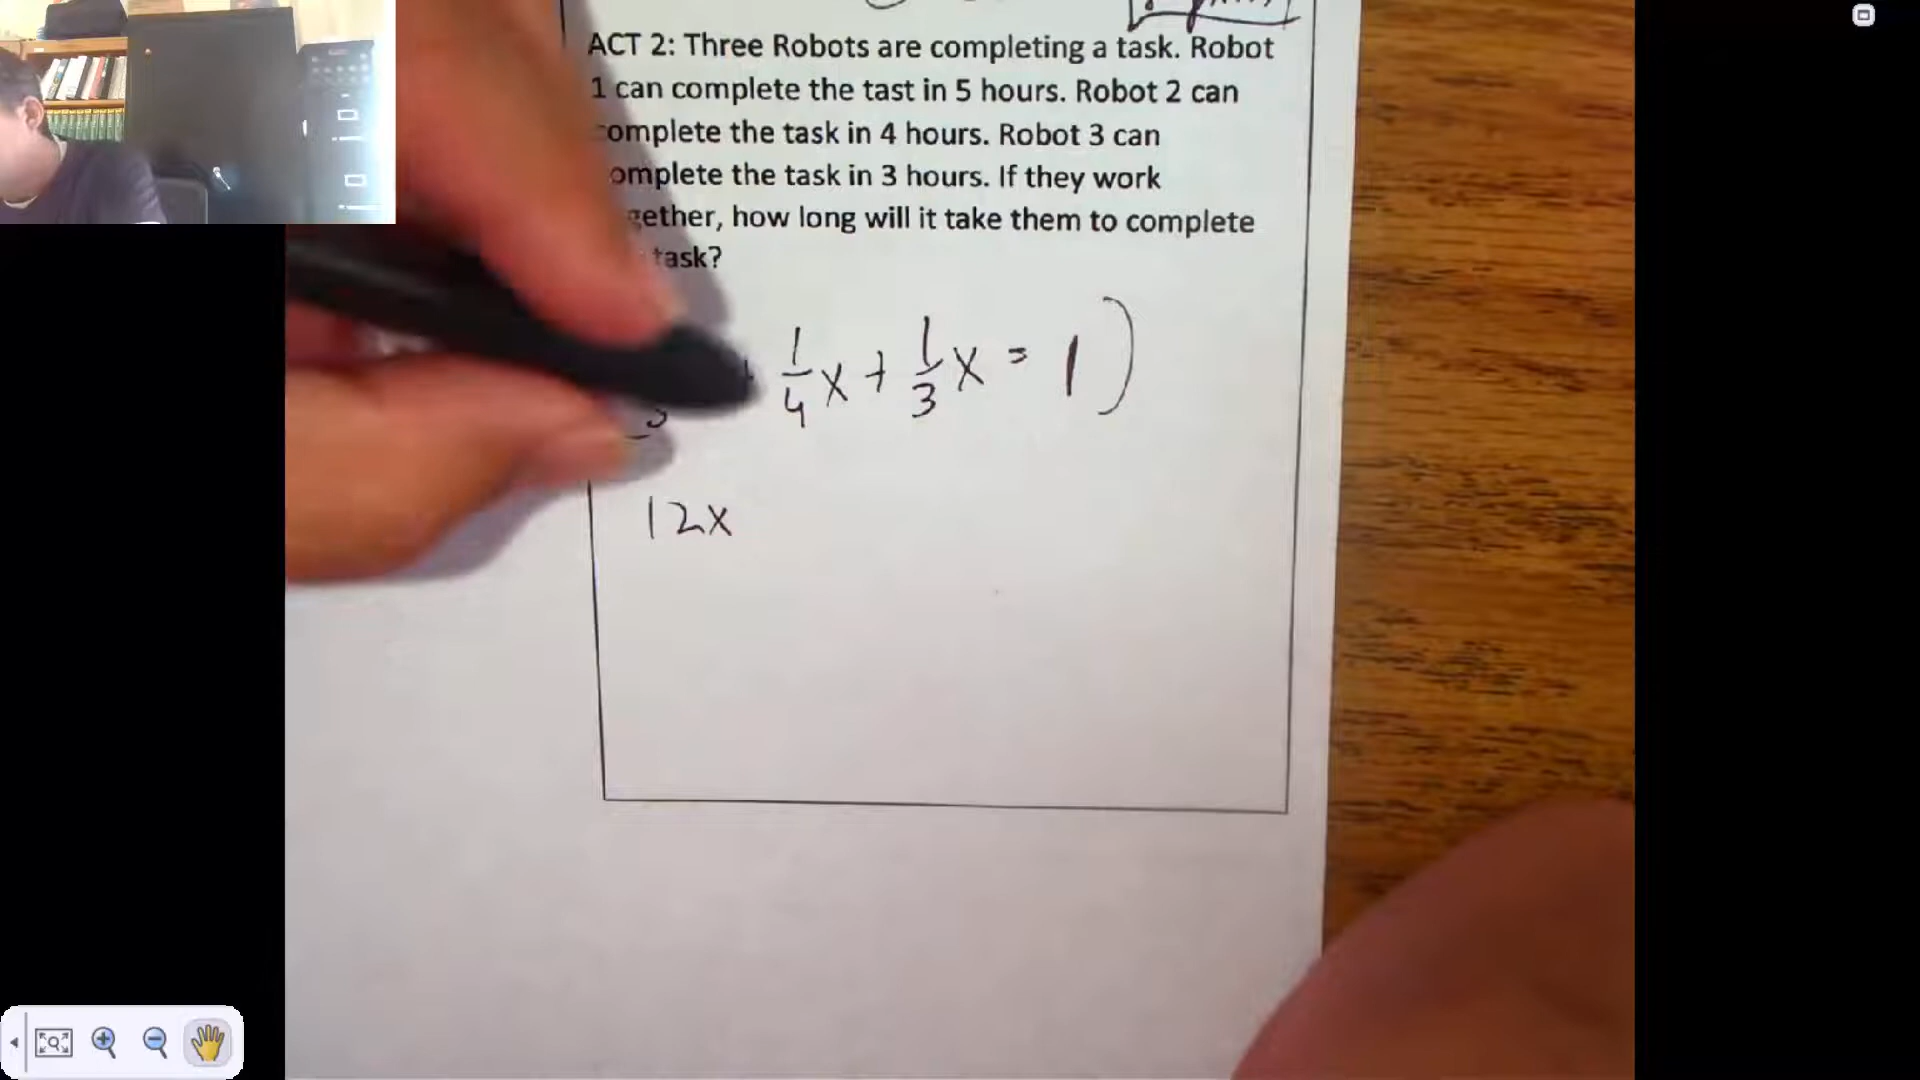 ACT 2: Three Robots are completing a task. Robot
1 can complete the tast in 5 hours. Robot 2 can
omplete the task in 4 hours. Robot 3 can
omplete the task in 3 hours. If they work
gether, how long will it take them to complete
task?
+ 1/4 x + 1/3 x = 1 )
12x